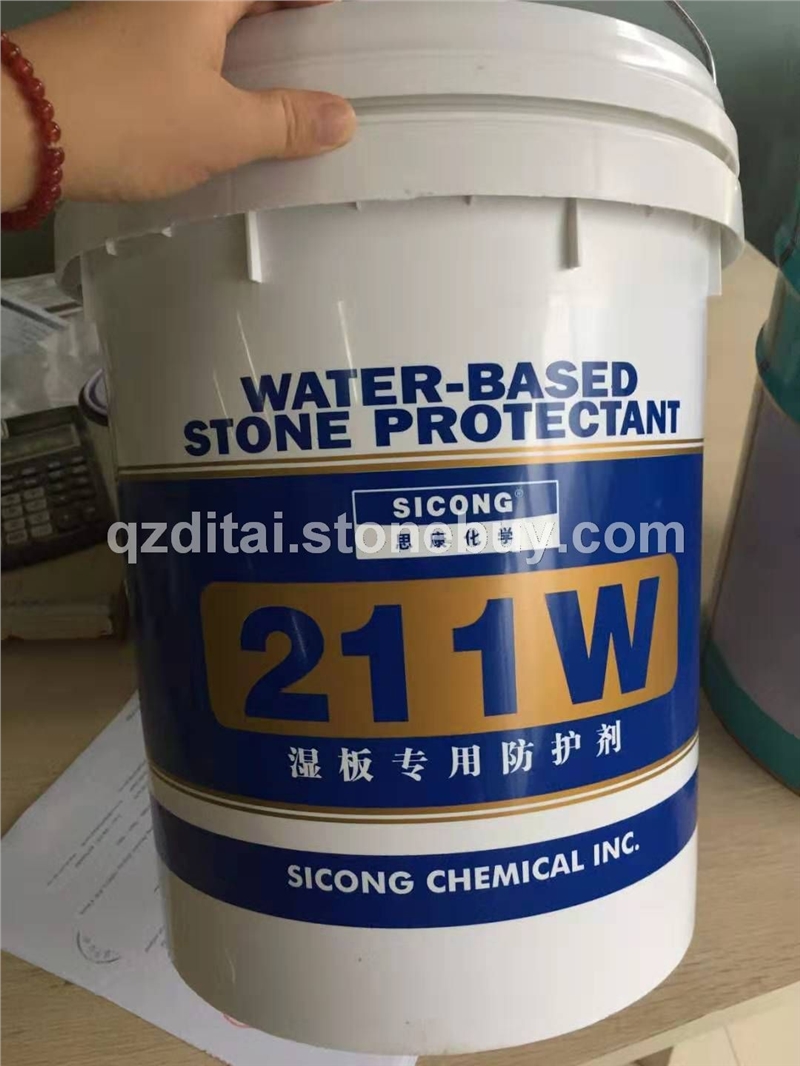 WATER-BASED
STONE PROTECTANT
SICONG®
思康化学
qzditai.stonebuy.com
211W
湿板专用防护剂
SICONG CHEMICAL INC.